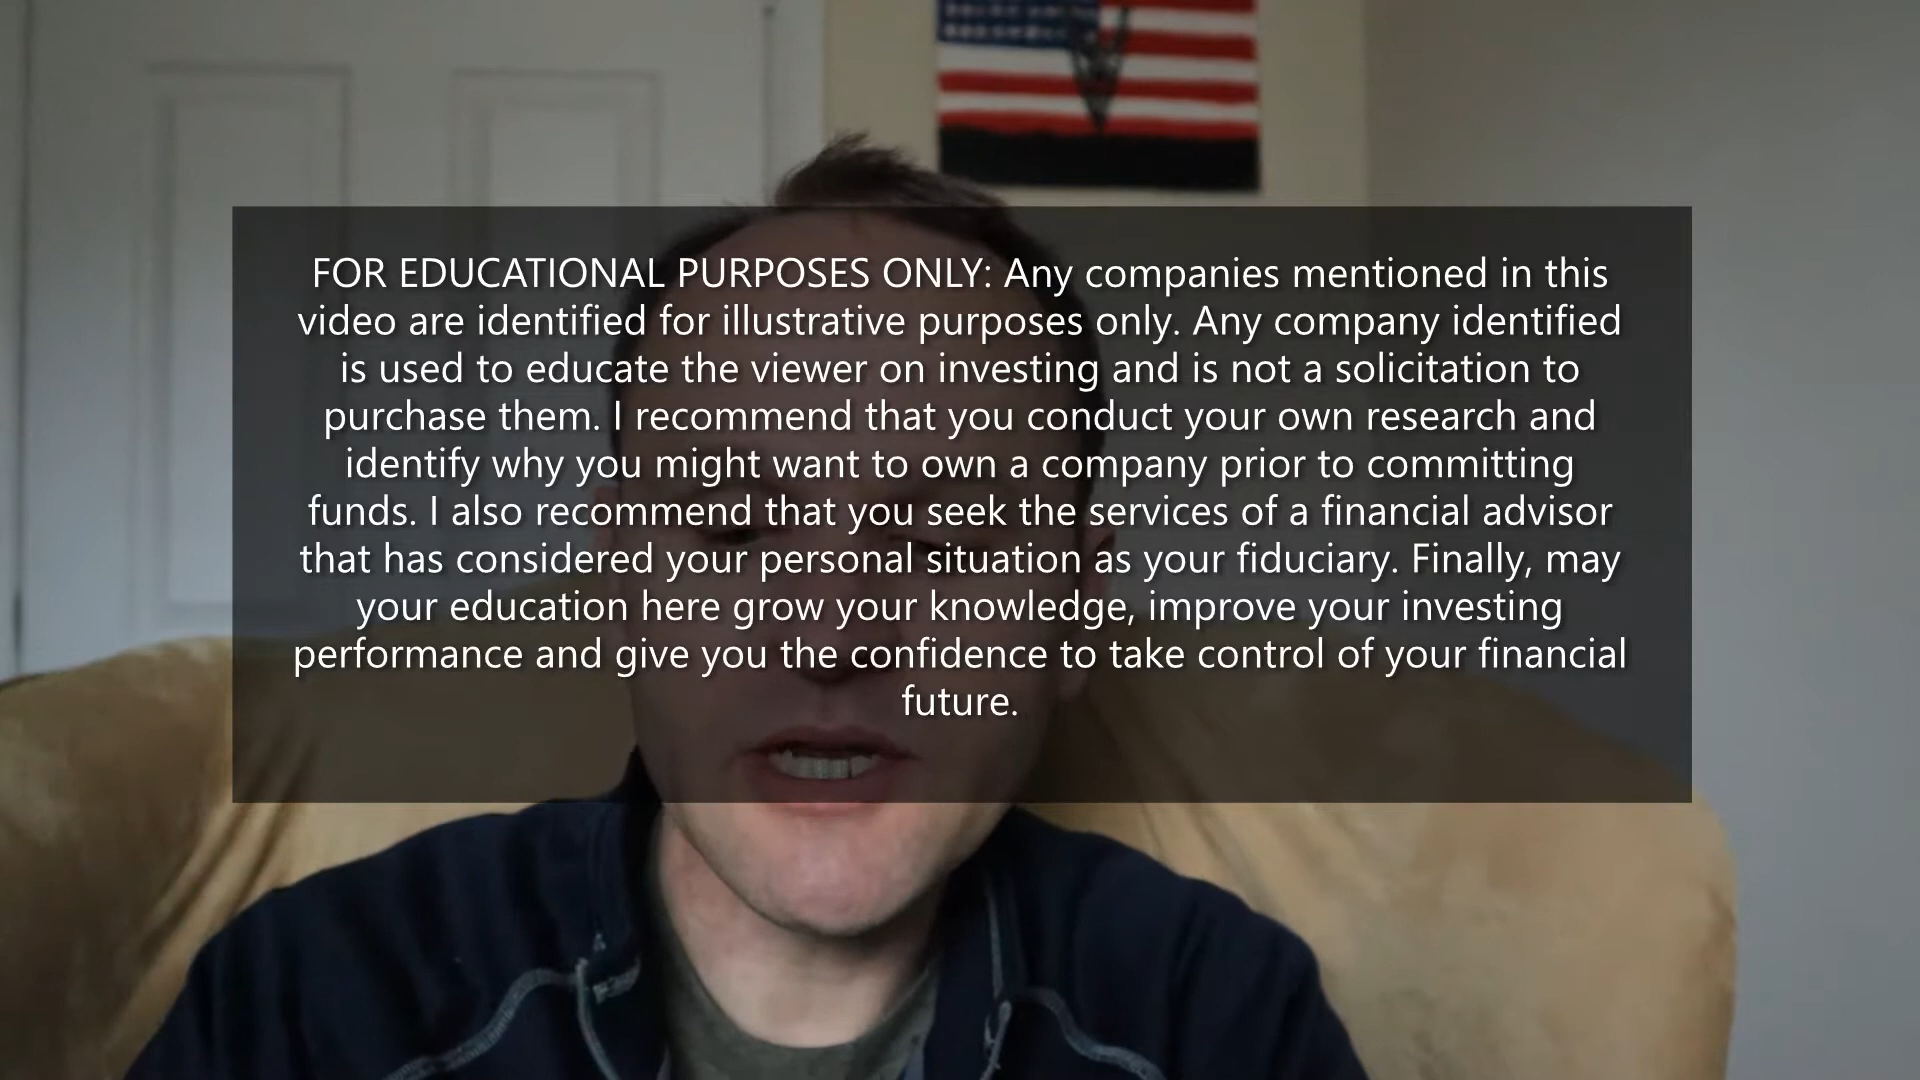 FOR EDUCATIONAL PURPOSES ONLY: Any companies mentioned in this
video are identified for illustrative purposes only. Any company identified
is used to educate the viewer on investing and is not a solicitation to
purchase them. I recommend that you conduct your own research and
identify why you might want to own a company prior to committing
funds. I also recommend that you seek the services of a financial advisor
that has considered your personal situation as your fiduciary. Finally, may
your education here grow your knowledge, improve your investing
performance and give you the confidence to take control of your financial
future.